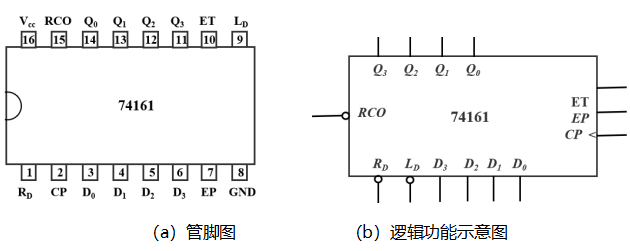 Vcc RCO Q0 Q1 Q2 Q3 ET LD
16 15 14 13 12 11 10 9
74161
1 2 3 4 5 6 7 8
RD CP D0 D1 D2 D3 EP GND
(a) 管脚图
Q3 Q2 Q1 Q0
ET
RCO 74161 EP
CP <
RD LD D3 D2 D1 D0
(b) 逻辑功能示意图